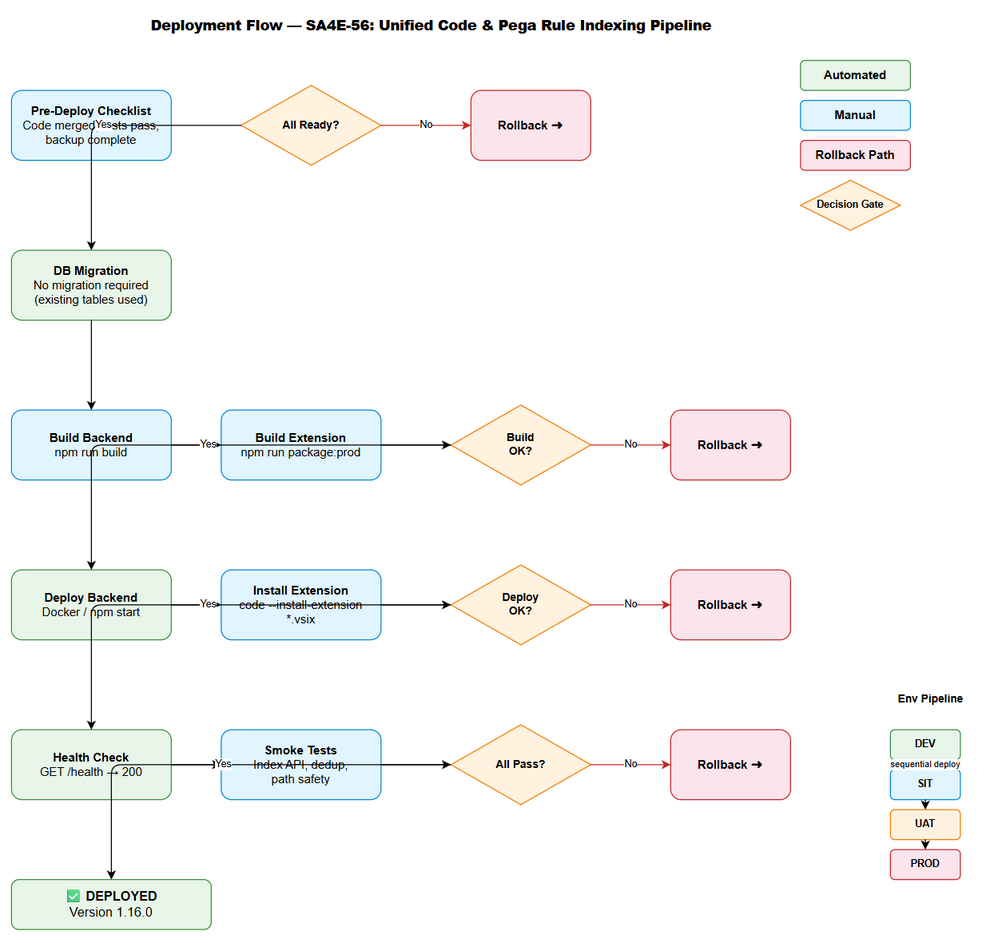 Deployment Flow — SA4E-56: Unified Code & Pega Rule Indexing Pipeline
Automated
Manual
Rollback Path
Decision Gate
Pre-Deploy Checklist
Code merged, sts pass,
backup complete
Yes
All Ready?
No
Rollback ➜
DB Migration
No migration required
(existing tables used)
Build Backend
npm run build
Yes
Build Extension
npm run package:prod
Build
OK?
No
Rollback ➜
Deploy Backend
Docker / npm start
Yes
Install Extension
code --install-extension
*.vsix
Deploy
OK?
No
Rollback ➜
Health Check
GET /health → 200
Yes
Smoke Tests
Index API, dedup,
path safety
All Pass?
No
Rollback ➜
✅ DEPLOYED
Version 1.16.0
Env Pipeline
DEV
sequential deploy
SIT
UAT
PROD